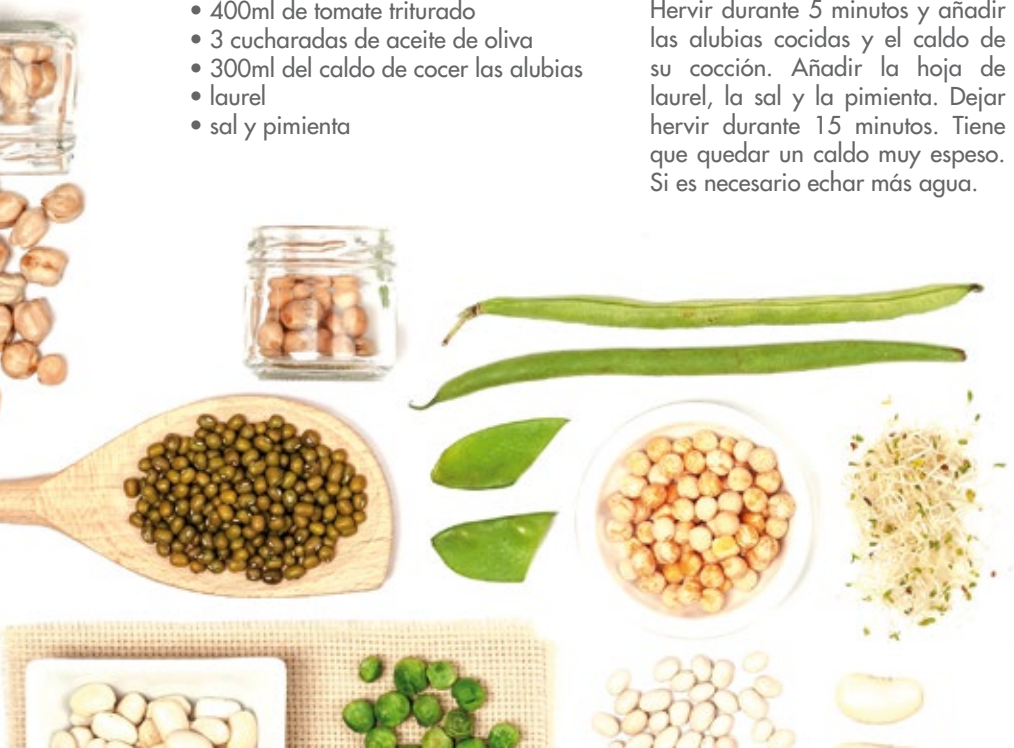 • 400ml de tomate triturado
• 3 cucharadas de aceite de oliva
• 300ml del caldo de cocer las alubias
• laurel
• sal y pimienta
Hervir durante 5 minutos y añadir
las alubias cocidas y el caldo de
su cocción. Añadir la hoja de
laurel, la sal y la pimienta. Dejar
hervir durante 15 minutos. Tiene
que quedar un caldo muy espeso.
Si es necesario echar más agua.